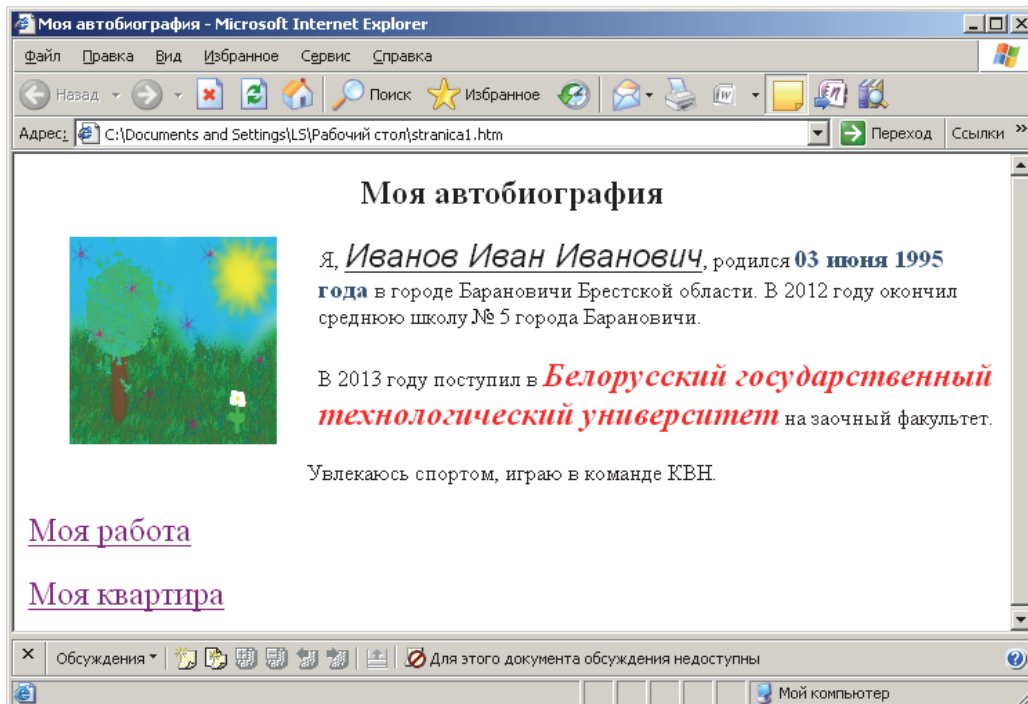 Моя автобиография - Microsoft Internet Explorer
Файл Правка Вид Избранное Сервис Справка
Назад Поиск Избранное
Адрес: C:\Documents and Settings\LS\Рабочий стол\stranica1.htm Переход Ссылки »
Моя автобиография
Я, Иванов Иван Иванович, родился 03 июня 1995
года в городе Барановичи Брестской области. В 2012 году окончил
среднюю школу № 5 города Барановичи.
В 2013 году поступил в Белорусский государственный
технологический университет на заочный факультет.
Увлекаюсь спортом, играю в команде КВН.
Моя работа
Моя квартира
Обсуждения Для этого документа обсуждения недоступны
Мой компьютер